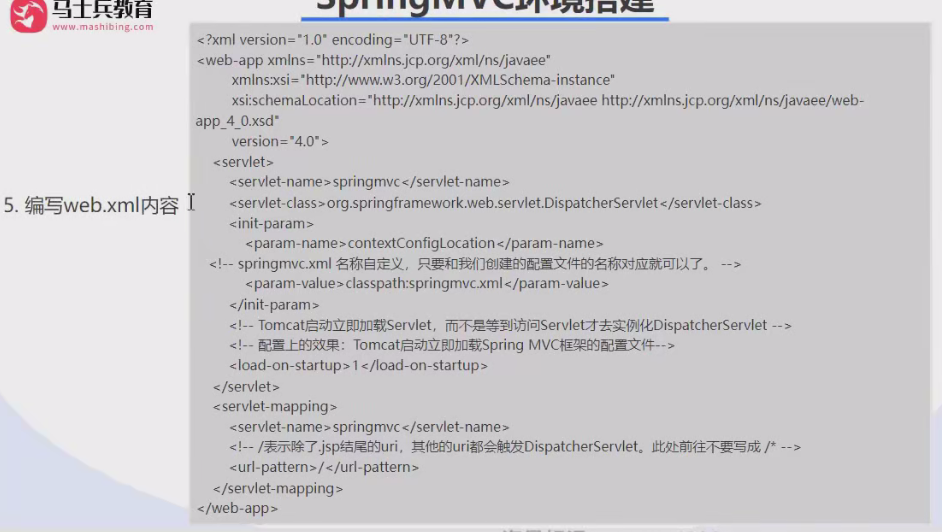 马士兵教育
www.mashibing.com
SpringMVC环境搭建
<?xml version="1.0" encoding="UTF-8"?>
<web-app xmlns="http://xmlns.jcp.org/xml/ns/javaee"
xmlns:xsi="http://www.w3.org/2001/XMLSchema-instance"
xsi:schemaLocation="http://xmlns.jcp.org/xml/ns/javaee http://xmlns.jcp.org/xml/ns/javaee/web-
app_4_0.xsd"
version="4.0">
<servlet>
<servlet-name>springmvc</servlet-name>
5. 编写web.xml内容
<servlet-class>org.springframework.web.servlet.DispatcherServlet</servlet-class>
<init-param>
<param-name>contextConfigLocation</param-name>
<!-- springmvc.xml 名称自定义，只要和我们创建的配置文件的名称对应就可以了。 -->
<param-value>classpath:springmvc.xml</param-value>
</init-param>
<!-- Tomcat启动立即加载Servlet，而不是等到访问Servlet才去实例化DispatcherServlet -->
<!-- 配置上的效果：Tomcat启动立即加载Spring MVC框架的配置文件-->
<load-on-startup>1</load-on-startup>
</servlet>
<servlet-mapping>
<servlet-name>springmvc</servlet-name>
<!-- /表示除了.jsp结尾的uri，其他的uri都会触发DispatcherServlet。此处前往不要写成 /* -->
<url-pattern>/</url-pattern>
</servlet-mapping>
</web-app>